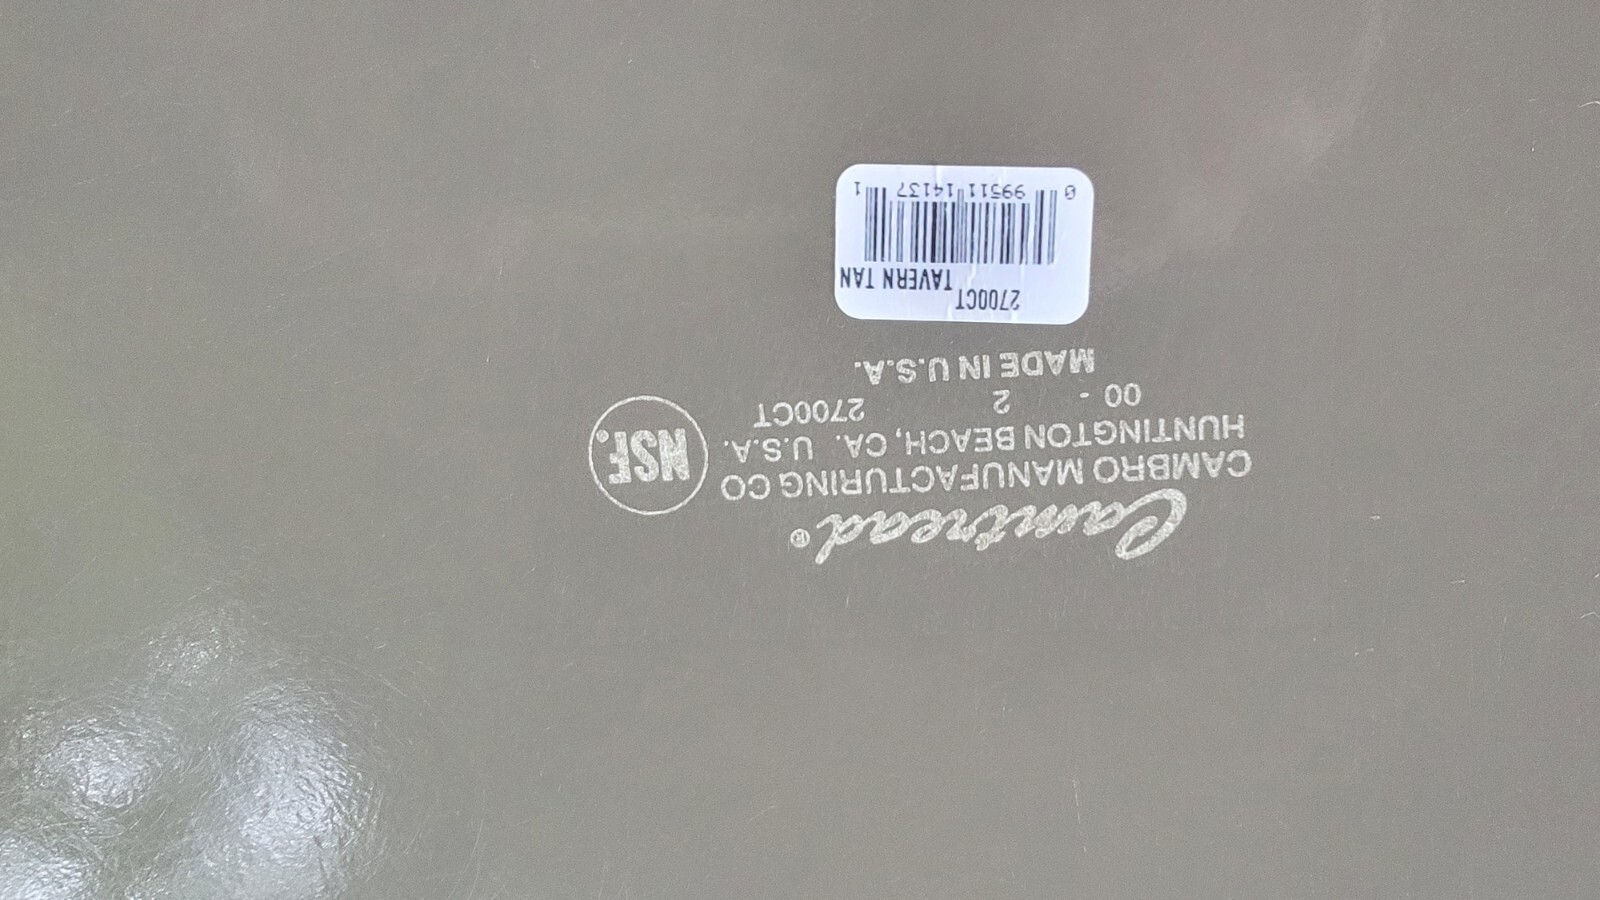 Camtread®
CAMBRO MANUFACTURING CO
HUNTINGTON BEACH, CA. U.S.A.
00 - 2 2700CT
MADE IN U.S.A.
NSF®
2700CT
TAVERN TAN
0 99511 14137 1